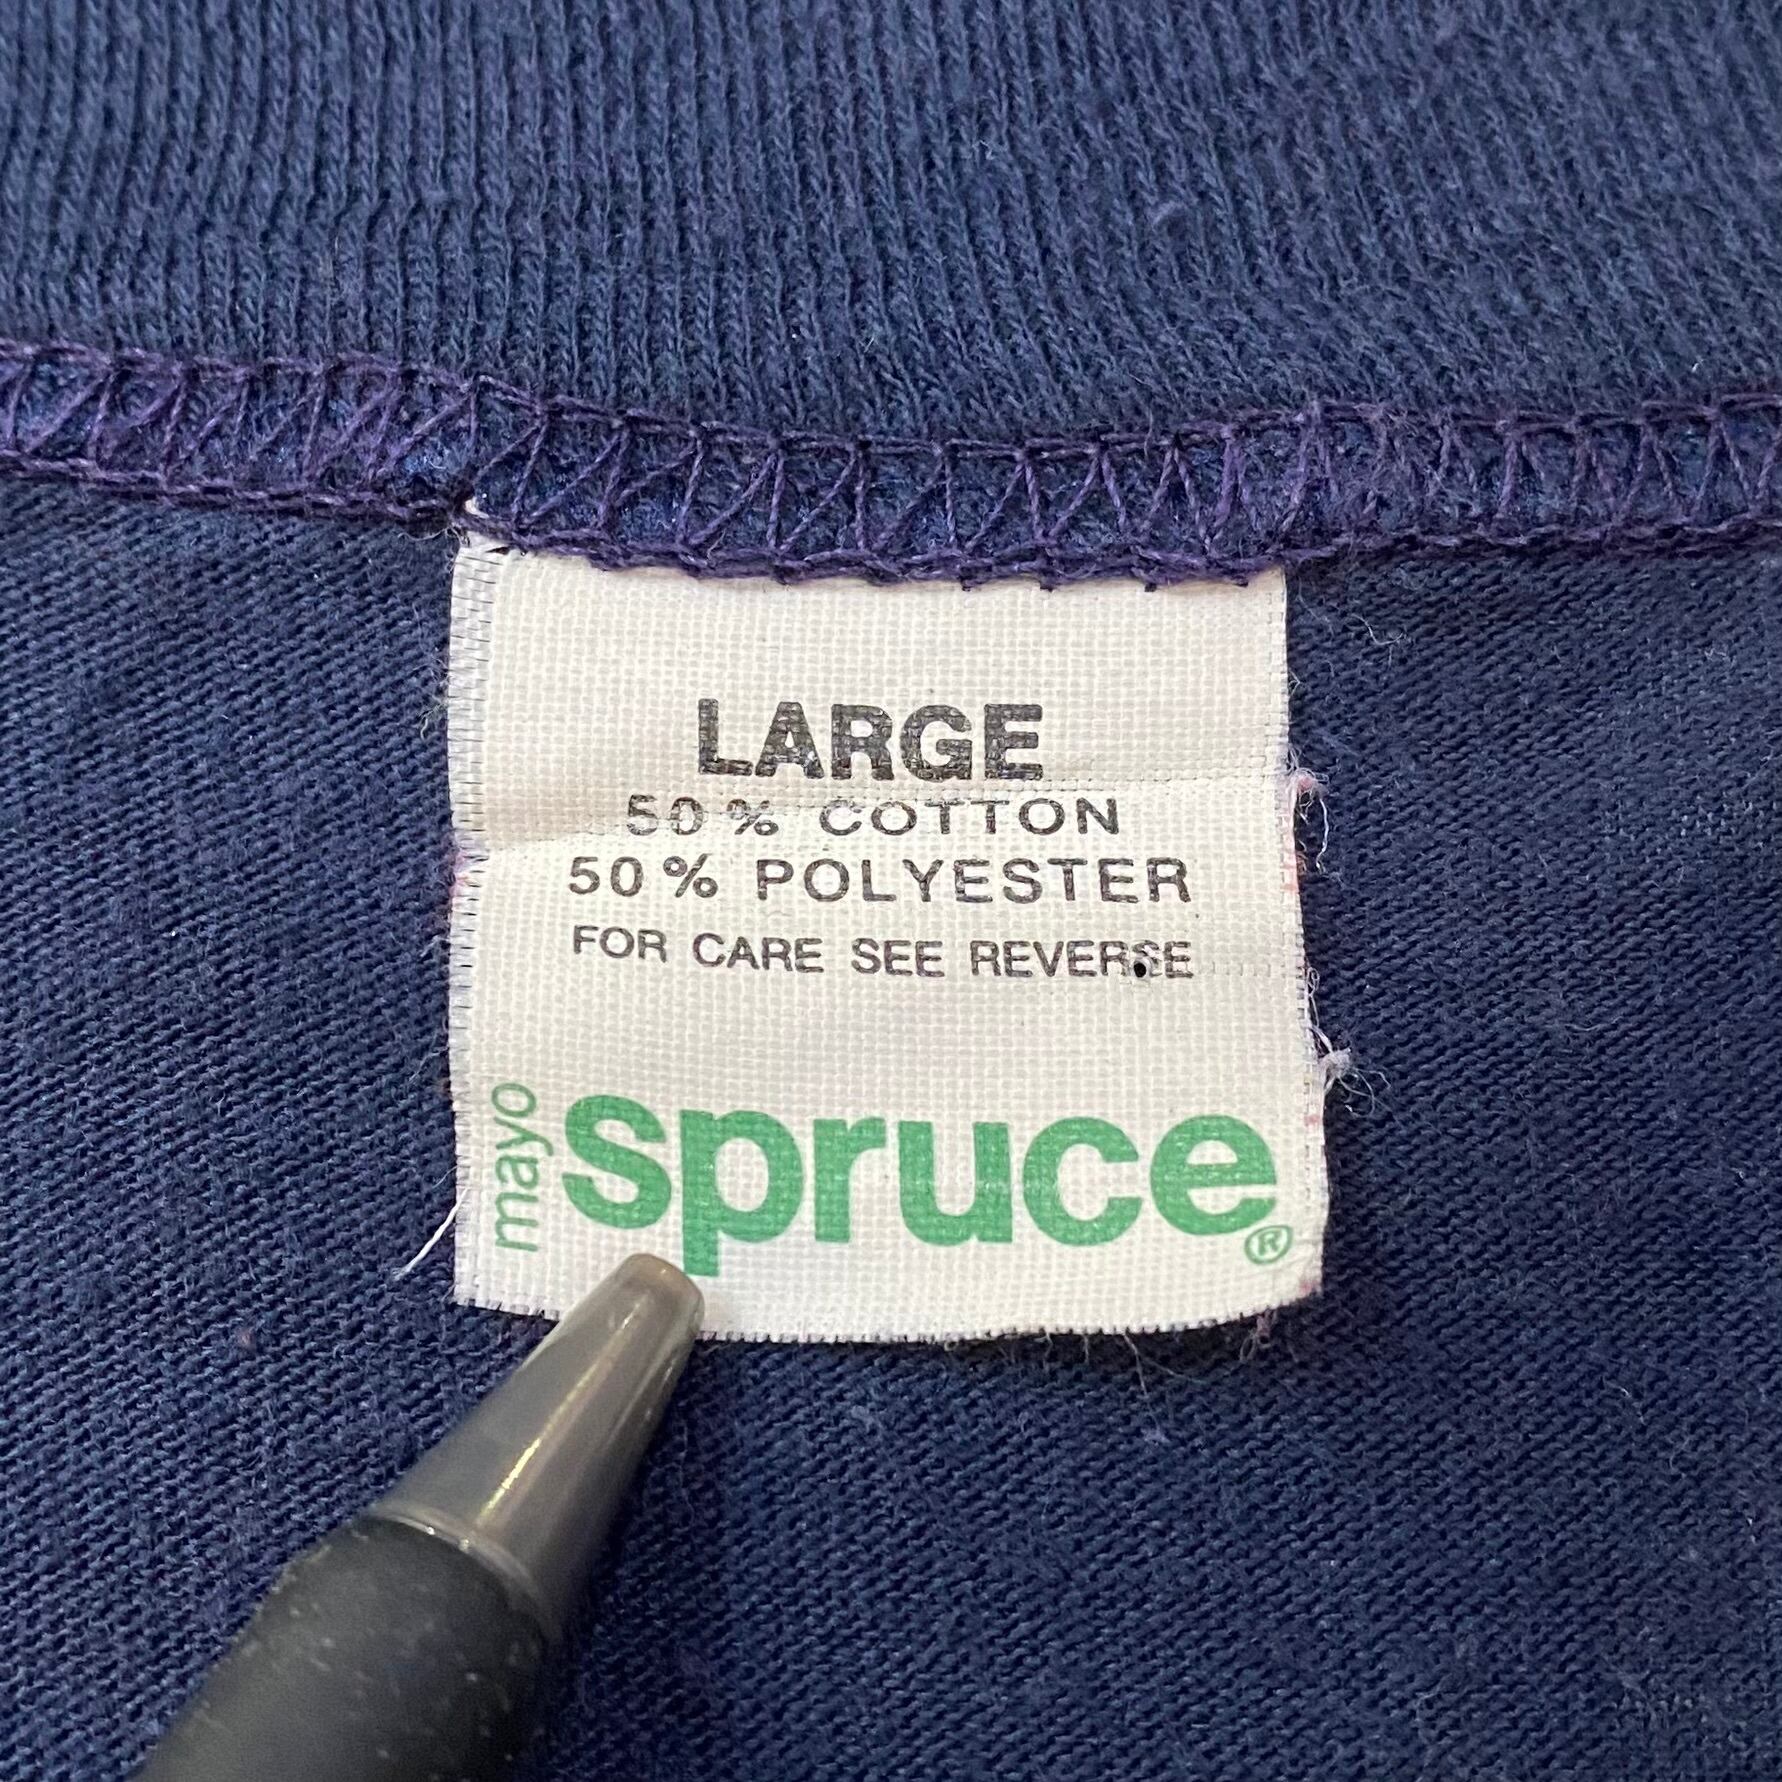 LARGE
50% COTTON
50% POLYESTER
FOR CARE SEE REVERSE
mayo
spruce®